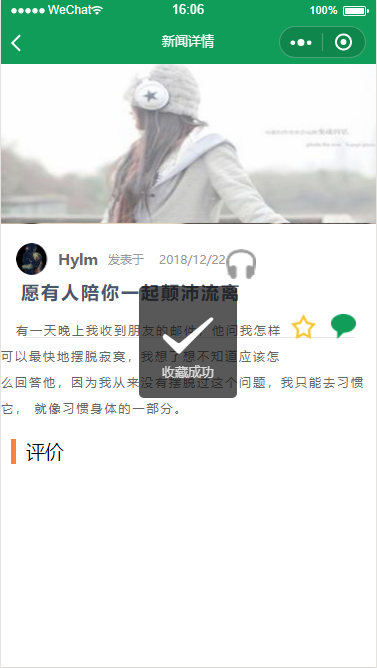 WeChat 16:06 100%
新闻详情
Hylm 发表于 2018/12/22
愿有人陪你一起颠沛流离
有一天晚上我收到朋友的邮件，他问我怎样
可以最快地摆脱寂寞，我想了想不知道应该怎
么回答他，因为我从来没有摆脱过这个问题，我只能去习惯
它， 就像习惯身体的一部分。
收藏成功
评价